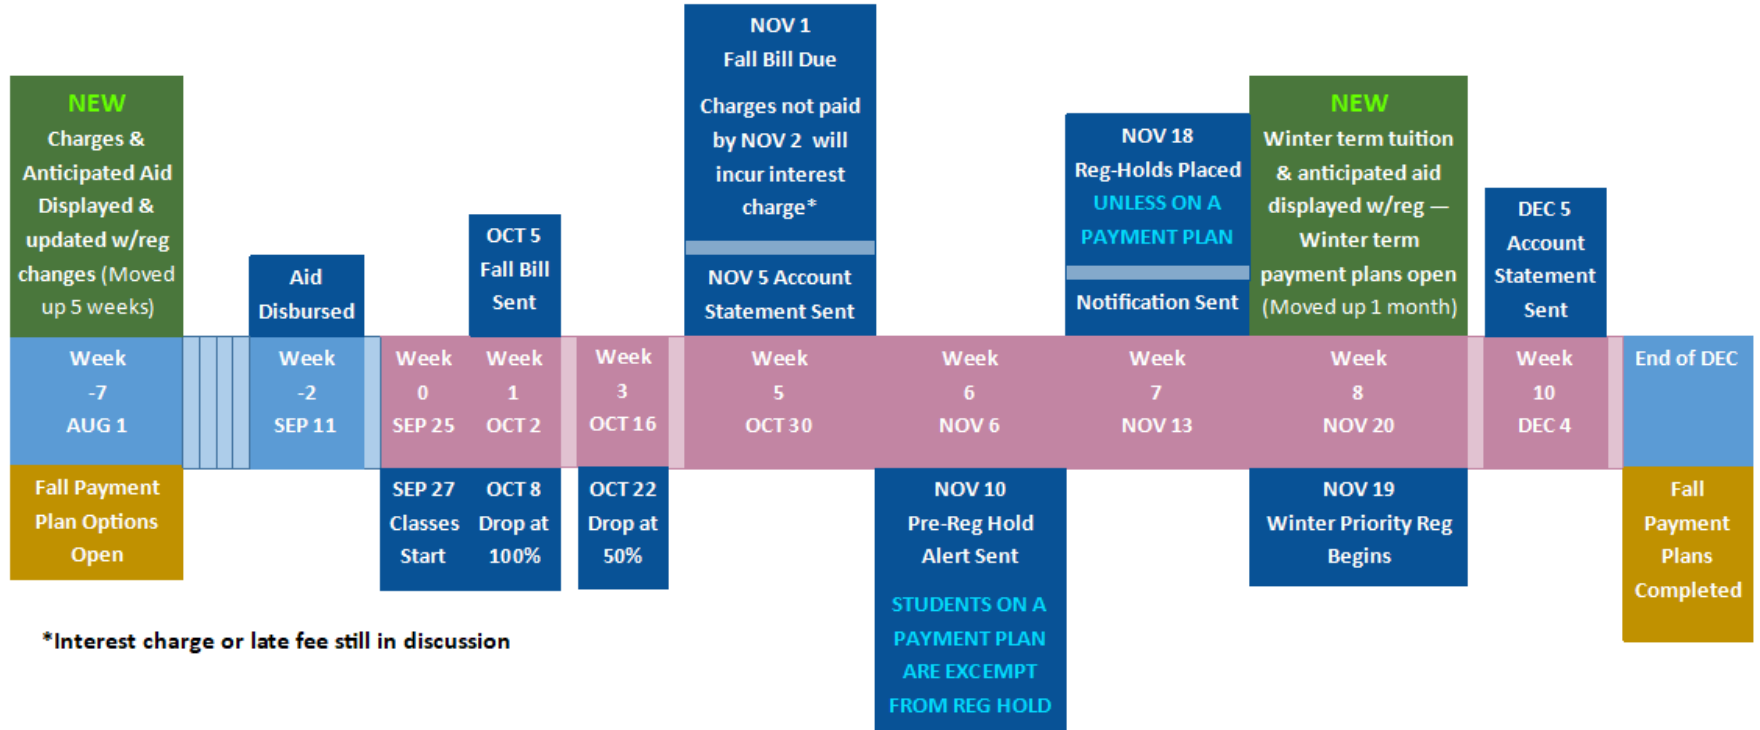 NEW
Charges &
Anticipated Aid
Displayed &
updated w/reg
changes (Moved
up 5 weeks)
Aid
Disbursed
OCT 5
Fall Bill
Sent
NOV 1
Fall Bill Due
Charges not paid
by NOV 2 will
incur interest
charge*
NOV 5 Account
Statement Sent
NOV 18
Reg-Holds Placed
UNLESS ON A
PAYMENT PLAN
Notification Sent
NEW
Winter term tuition
& anticipated aid
displayed w/reg —
Winter term
payment plans open
(Moved up 1 month)
DEC 5
Account
Statement
Sent
Week
-7
AUG 1
Week
-2
SEP 11
Week
0
SEP 25
Week
1
OCT 2
Week
3
OCT 16
Week
5
OCT 30
Week
6
NOV 6
Week
7
NOV 13
Week
8
NOV 20
Week
10
DEC 4
End of DEC
Fall Payment
Plan Options
Open
SEP 27
Classes
Start
OCT 8
Drop at
100%
OCT 22
Drop at
50%
NOV 10
Pre-Reg Hold
Alert Sent
STUDENTS ON A
PAYMENT PLAN
ARE EXCEMPT
FROM REG HOLD
NOV 19
Winter Priority Reg
Begins
Fall
Payment
Plans
Completed
*Interest charge or late fee still in discussion